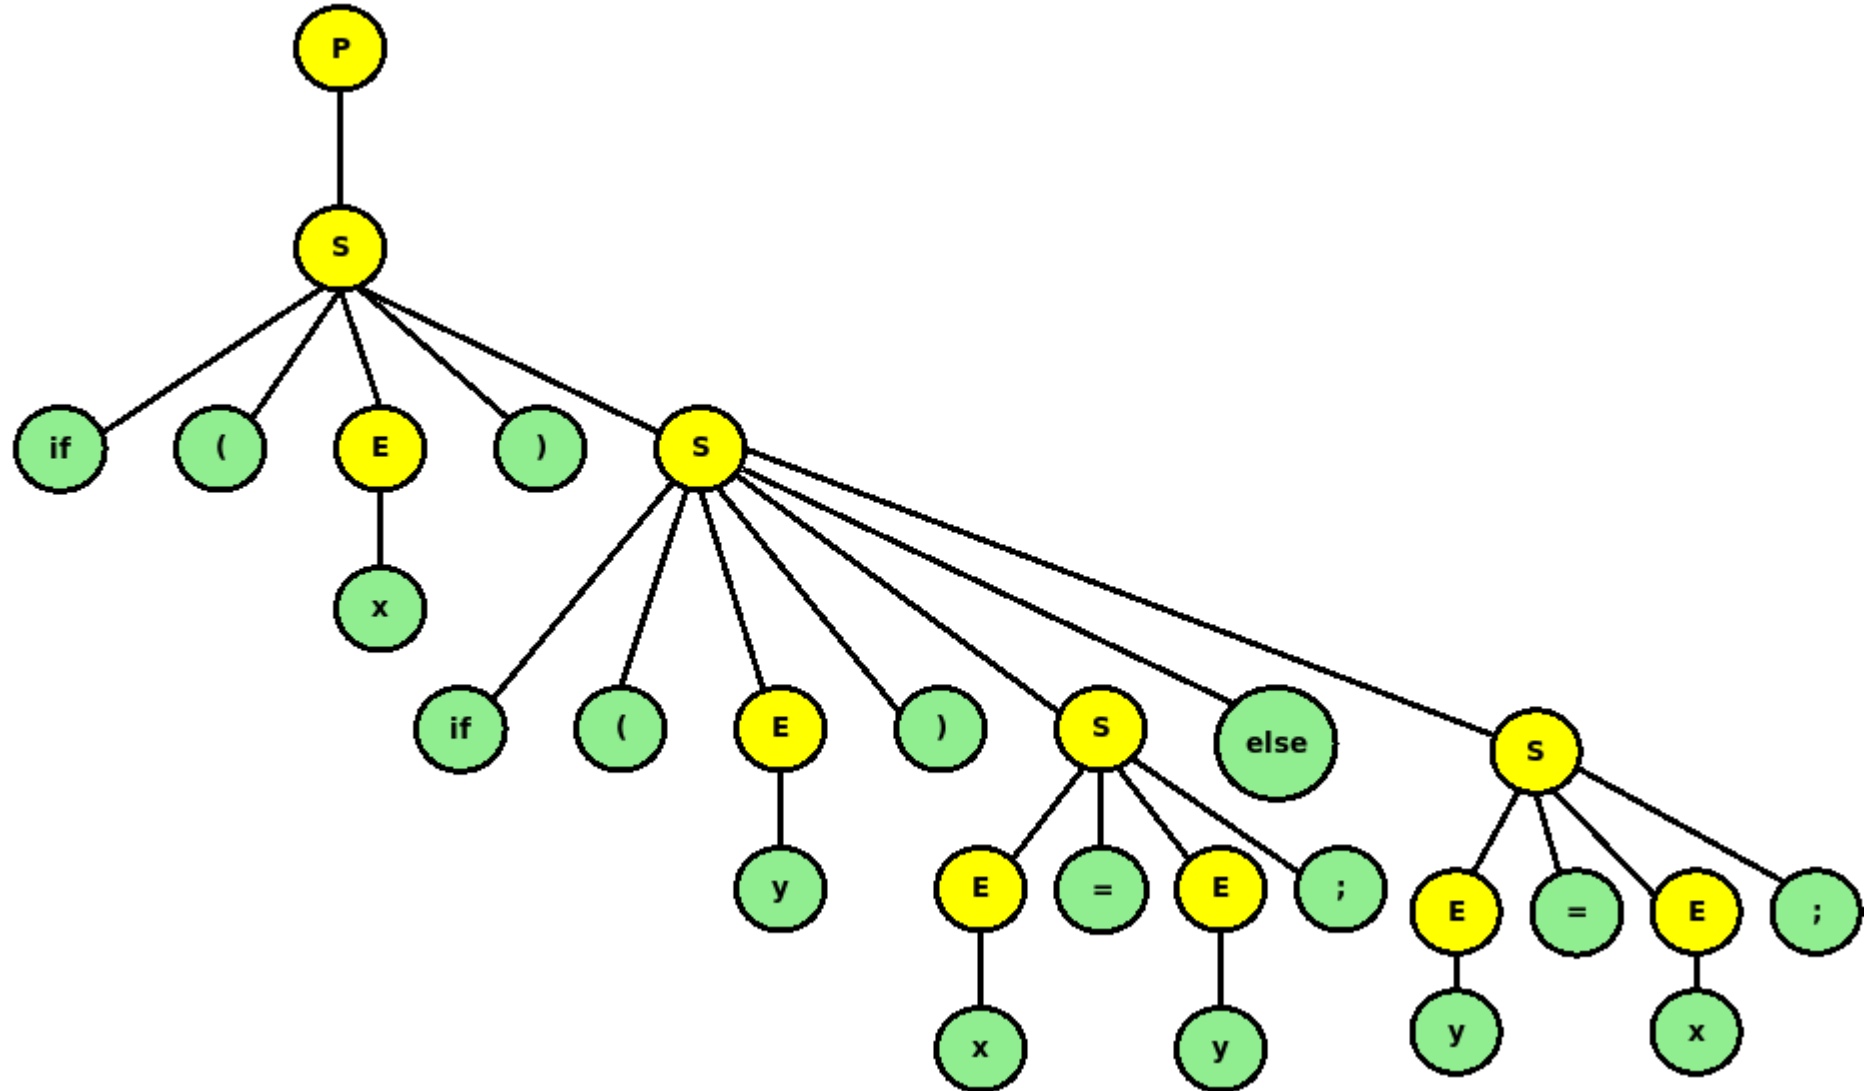 P
S
if ( E ) S
x
if ( E ) S else S
y E = E ; E = E ;
x y y x